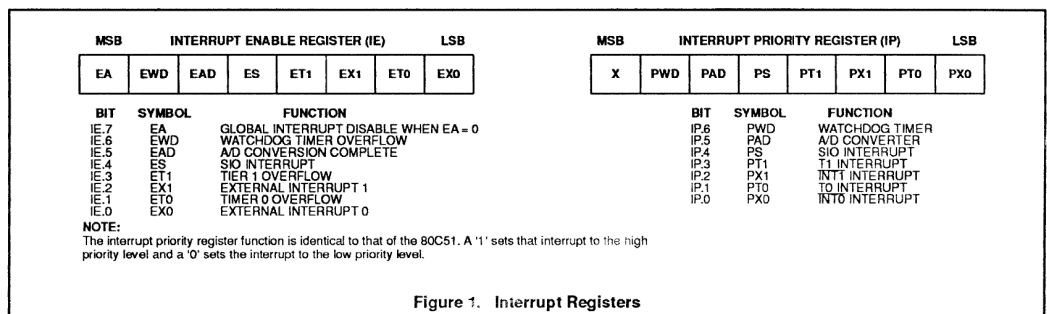 MSB INTERRUPT ENABLE REGISTER (IE) LSB
EA EWD EAD ES ET1 EX1 ET0 EX0
BIT SYMBOL FUNCTION
IE.7 EA GLOBAL INTERRUPT DISABLE WHEN EA = 0
IE.6 EWD WATCHDOG TIMER OVERFLOW
IE.5 EAD A/D CONVERSION COMPLETE
IE.4 ES SIO INTERRUPT
IE.3 ET1 TIER 1 OVERFLOW
IE.2 EX1 EXTERNAL INTERRUPT 1
IE.1 ET0 TIMER 0 OVERFLOW
IE.0 EX0 EXTERNAL INTERRUPT 0
MSB INTERRUPT PRIORITY REGISTER (IP) LSB
X PWD PAD PS PT1 PX1 PT0 PX0
BIT SYMBOL FUNCTION
IP.6 PWD WATCHDOG TIMER
IP.5 PAD A/D CONVERTER
IP.4 PS SIO INTERRUPT
IP.3 PT1 T1 INTERRUPT
IP.2 PX1 INT1 INTERRUPT
IP.1 PT0 T0 INTERRUPT
IP.0 PX0 INT0 INTERRUPT
NOTE:
The interrupt priority register function is identical to that of the 80C51. A '1' sets that interrupt to the high
priority level and a '0' sets the interrupt to the low priority level.
Figure 1. Interrupt Registers